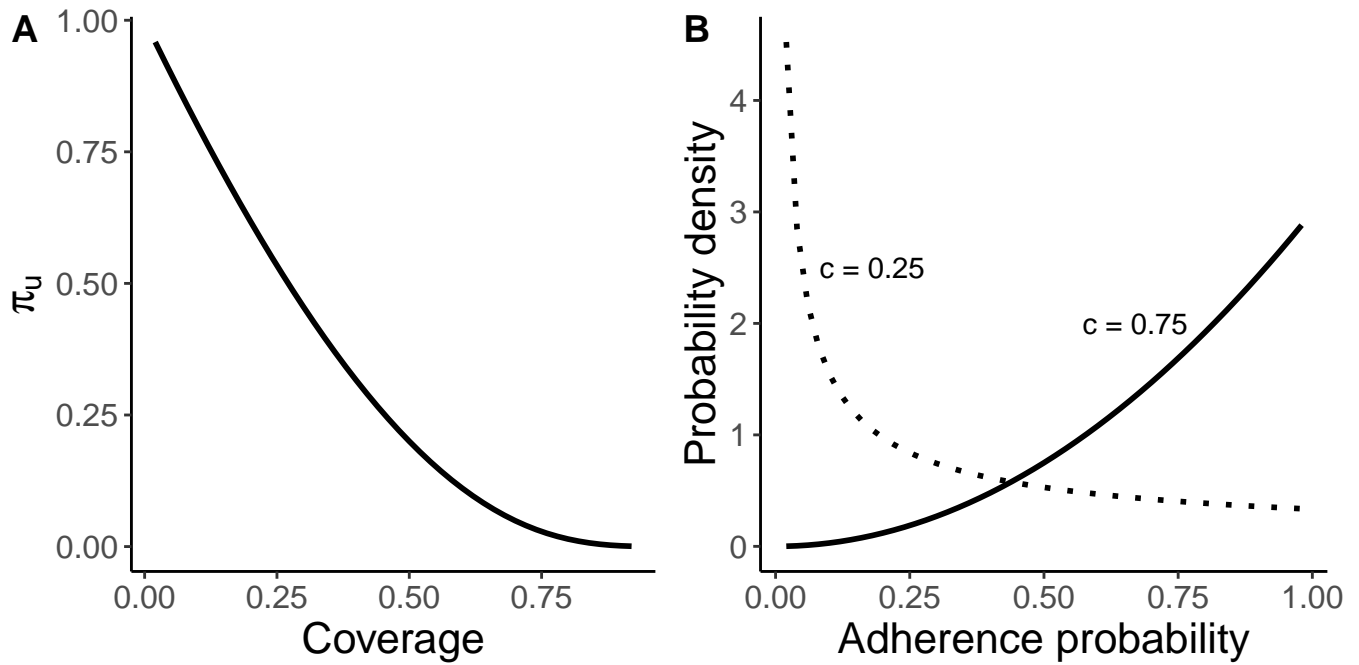 A
1.00
0.75
0.50
0.25
0.00
πu
0.00 0.25 0.50 0.75
Coverage
B
4
3
2
1
0
Probability density
c = 0.25
c = 0.75
0.00 0.25 0.50 0.75 1.00
Adherence probability